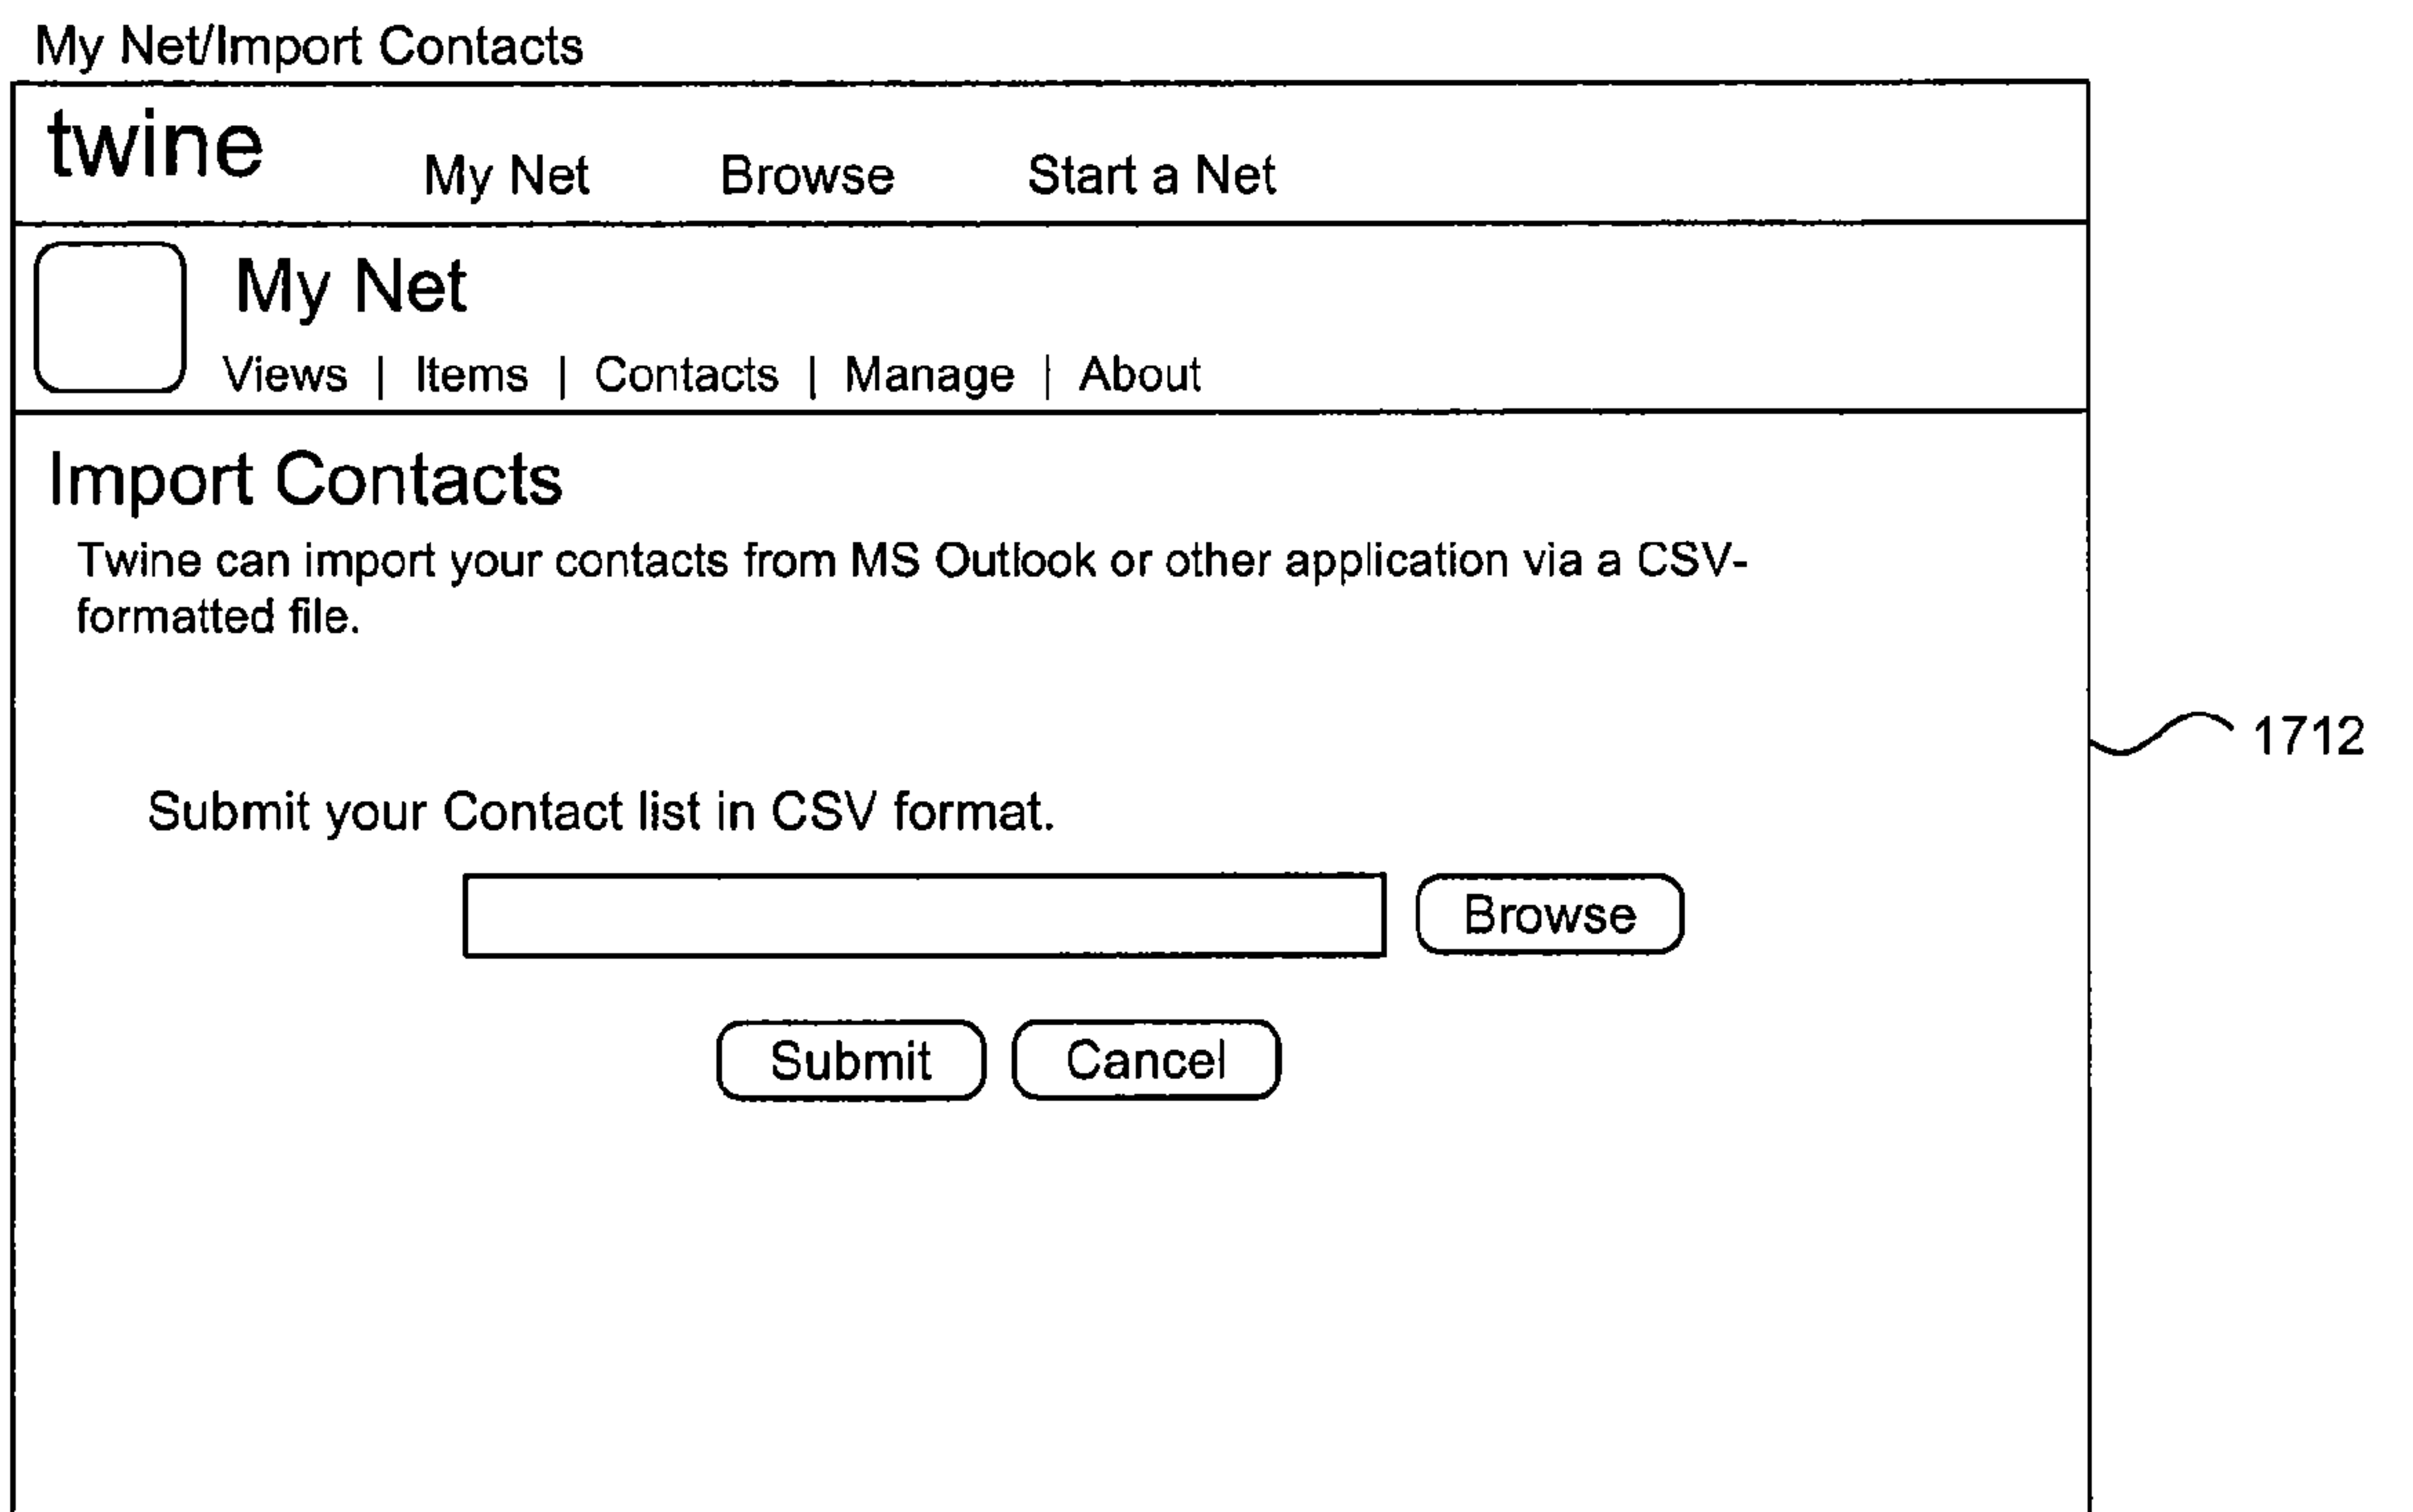 My Net/Import Contacts
twine My Net Browse Start a Net
My Net
Views | Items | Contacts | Manage | About
Import Contacts
Twine can import your contacts from MS Outlook or other application via a CSV-
formatted file.
1712
Submit your Contact list in CSV format.
Browse
Submit Cancel